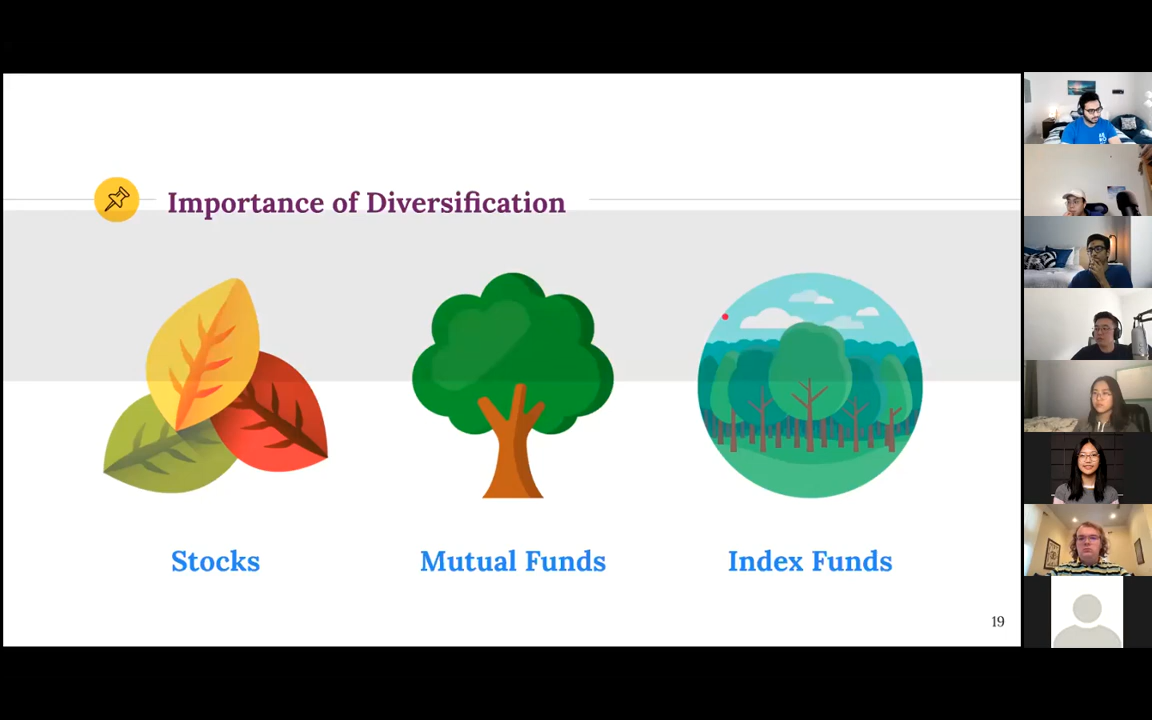 Importance of Diversification
Stocks
Mutual Funds
Index Funds
19